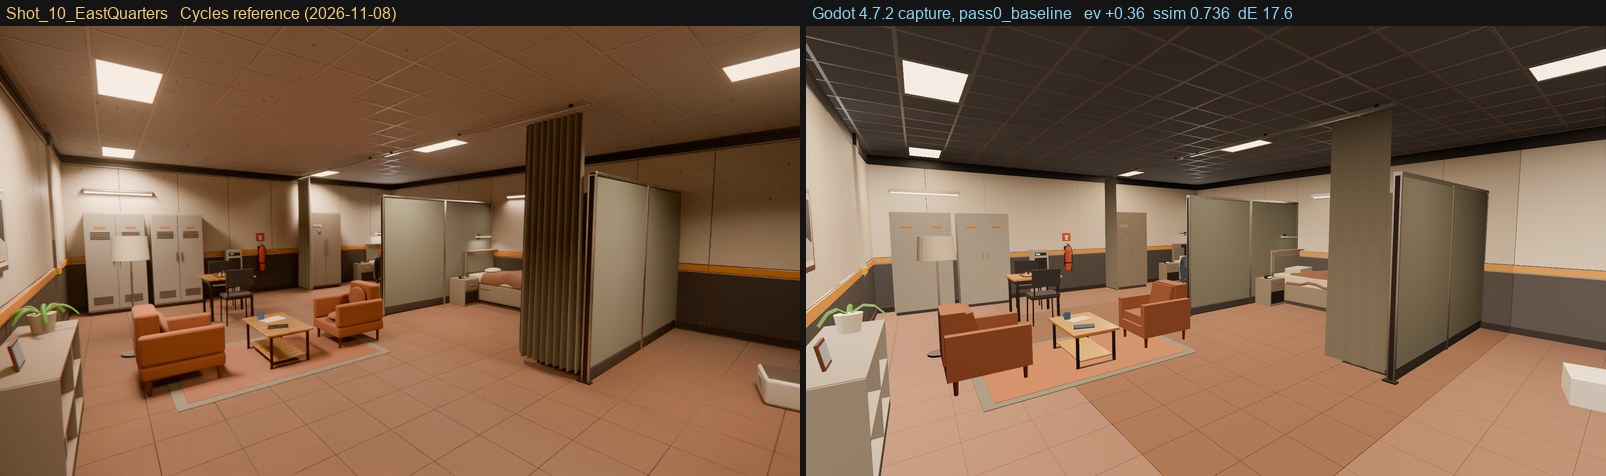 Shot_10_EastQuarters   Cycles reference (2026-11-08)
Godot 4.7.2 capture, pass0_baseline   ev +0.36  ssim 0.736  dE 17.6